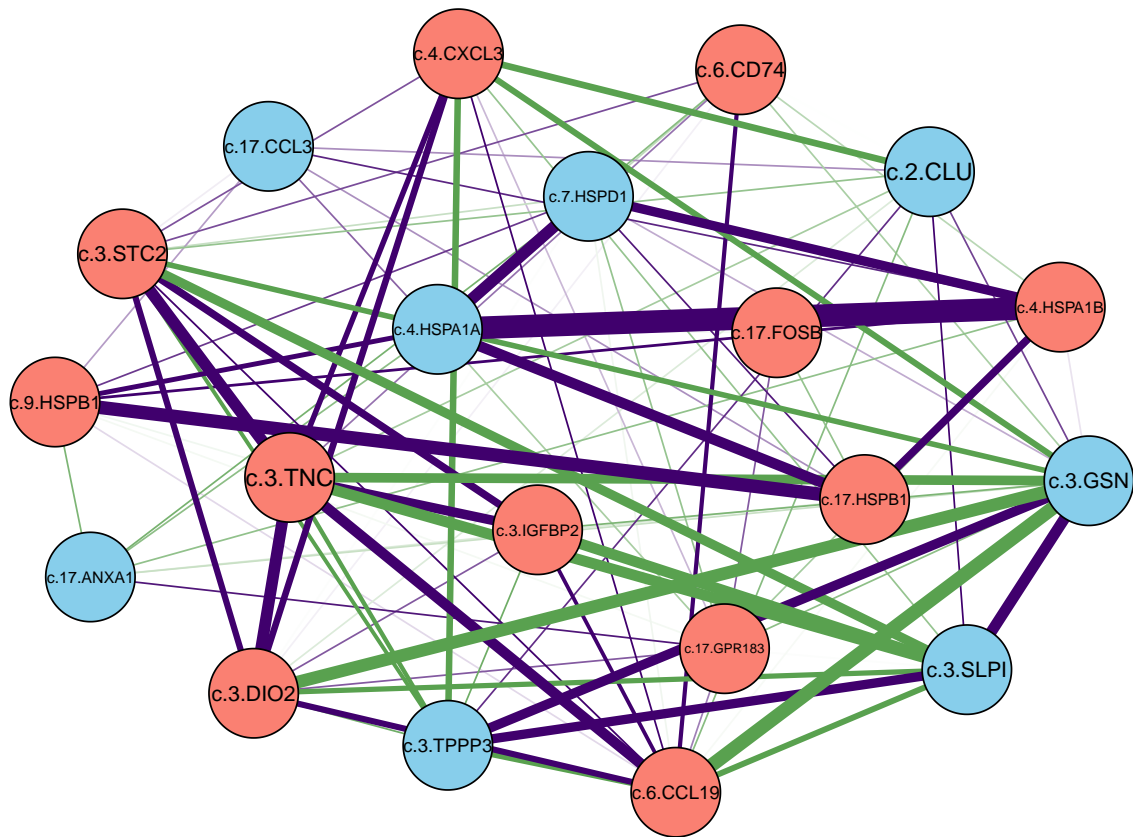 c.4.CXCL3
c.6.CD74
c.17.CCL3
c.2.CLU
c.7.HSPD1
c.3.STC2
c.4.HSPA1A
c.17.FOSB
c.4.HSPA1B
c.9.HSPB1
c.3.TNC
c.3.GSN
c.17.HSPB1
c.3.IGFBP2
c.17.ANXA1
c.17.GPR183
c.3.SLPI
c.3.DIO2
c.3.TPPP3
c.6.CCL19